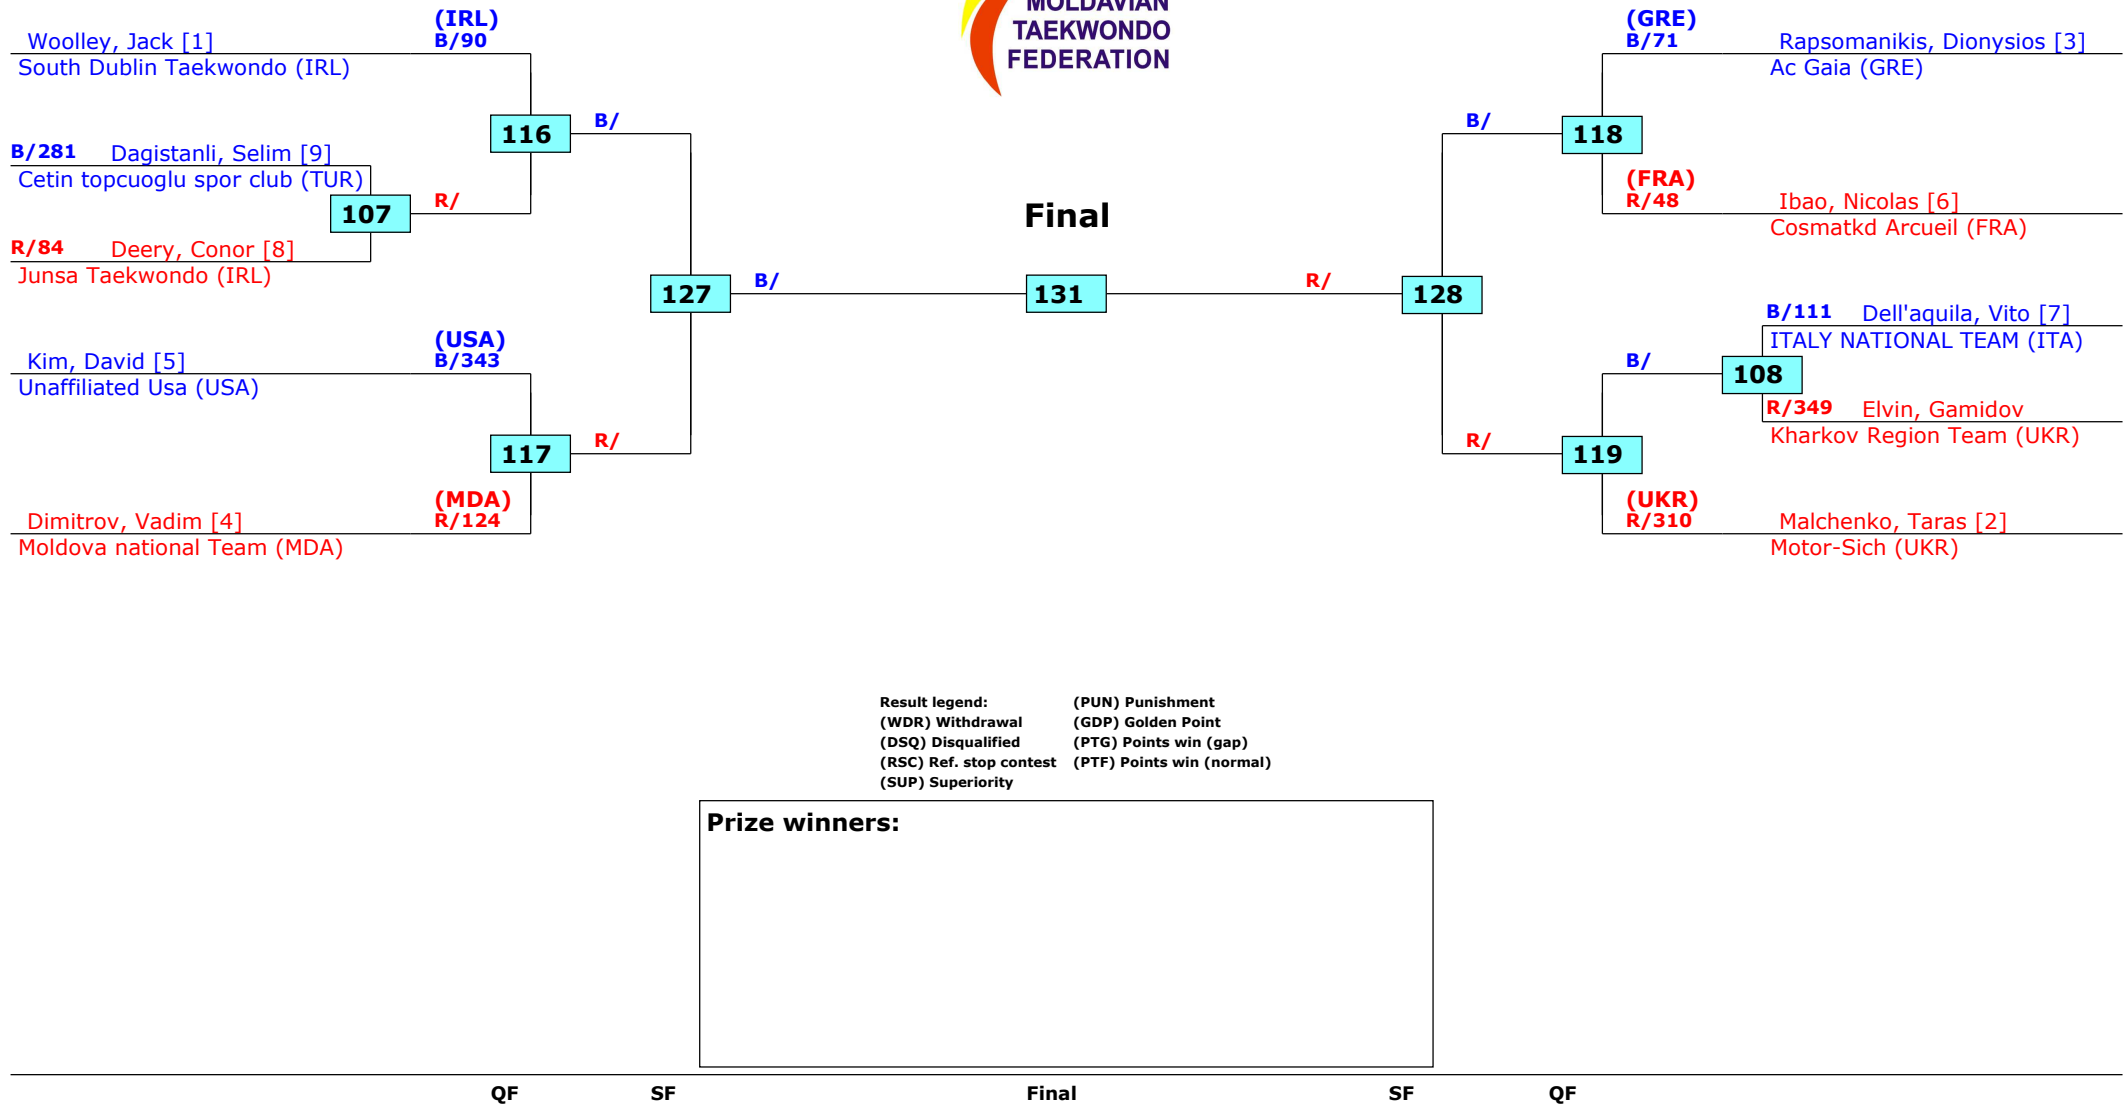 MOLDAVIAN
TAEKWONDO
FEDERATION
(IRL)
Woolley, Jack [1] B/90
South Dublin Taekwondo (IRL)
116
B/
B/281 Dagistanli, Selim [9]
Cetin topcuoglu spor club (TUR)
107
R/
R/84 Deery, Conor [8]
Junsa Taekwondo (IRL)
127
B/
(USA)
Kim, David [5] B/343
Unaffiliated Usa (USA)
117
R/
(MDA)
Dimitrov, Vadim [4] R/124
Moldova national Team (MDA)
Final
131
R/
128
(GRE)
B/71 Rapsomanikis, Dionysios [3]
Ac Gaia (GRE)
B/
118
(FRA)
R/48 Ibao, Nicolas [6]
Cosmatkd Arcueil (FRA)
B/111 Dell'aquila, Vito [7]
ITALY NATIONAL TEAM (ITA)
B/
108
R/349 Elvin, Gamidov
Kharkov Region Team (UKR)
R/
119
(UKR)
R/310 Malchenko, Taras [2]
Motor-Sich (UKR)
Result legend: (PUN) Punishment
(WDR) Withdrawal (GDP) Golden Point
(DSQ) Disqualified (PTG) Points win (gap)
(RSC) Ref. stop contest (PTF) Points win (normal)
(SUP) Superiority
Prize winners:
QF SF Final SF QF